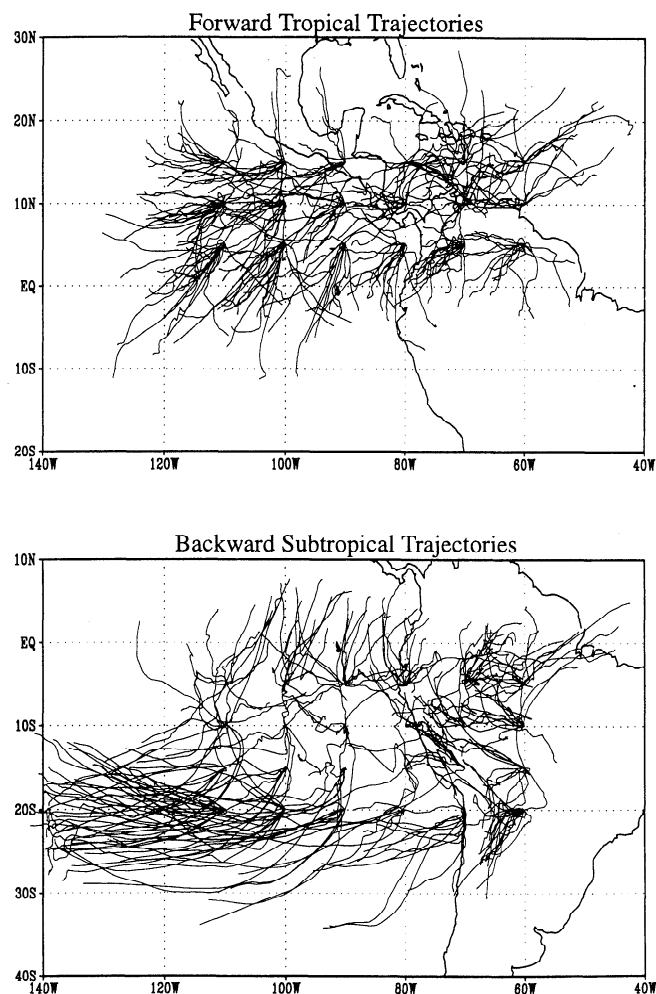 Forward Tropical Trajectories
30N
20N
10N
EQ
10S
20S
140W 120W 100W 80W 60W 40W
Backward Subtropical Trajectories
10N
EQ
10S
20S
30S
40S
140W 120W 100W 80W 60W 40W